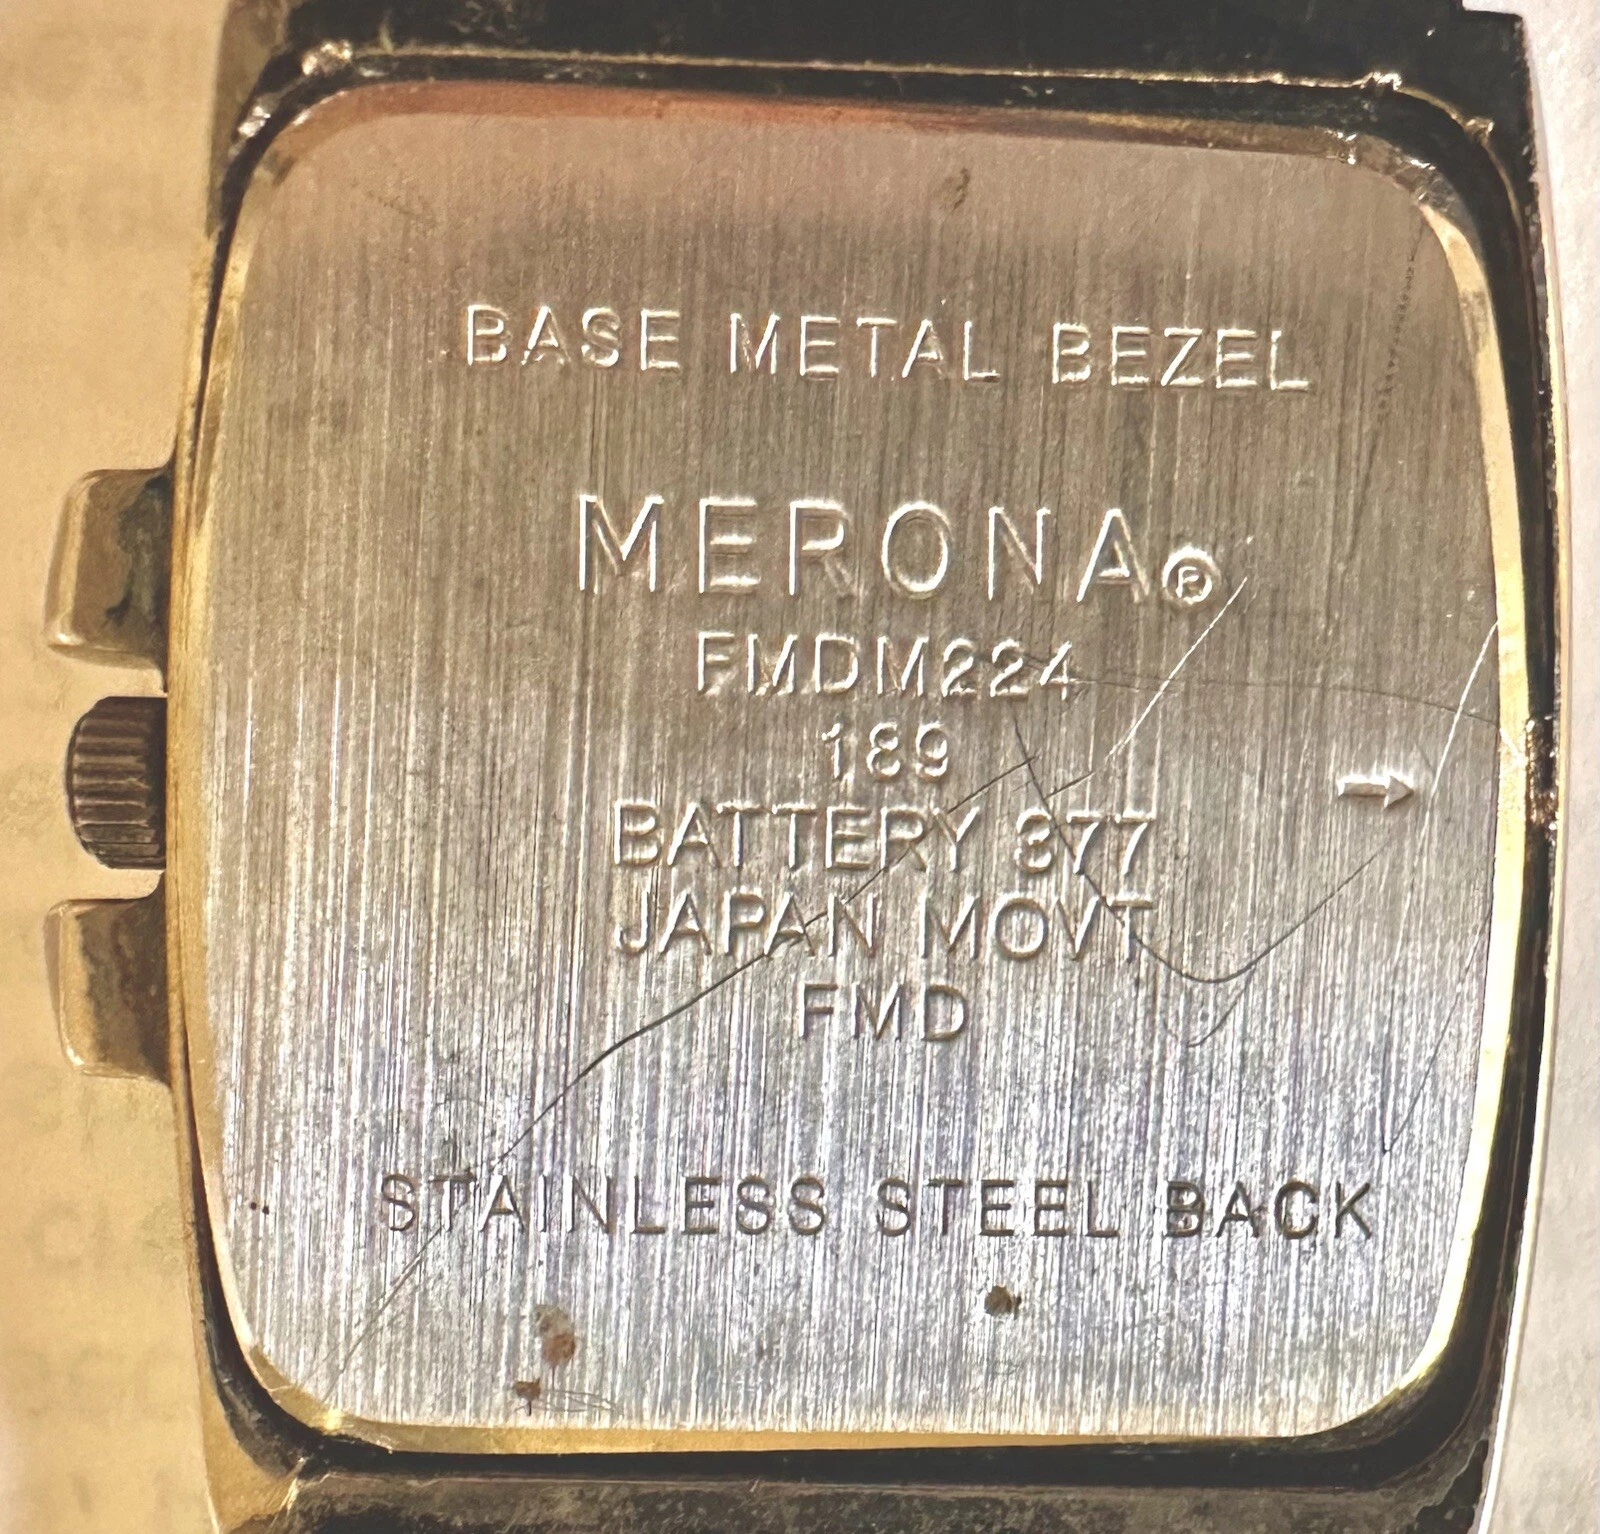 BASE METAL BEZEL
MERONA®
FMDM224
189
BATTERY 377
JAPAN MOVT
FMD
STAINLESS STEEL BACK